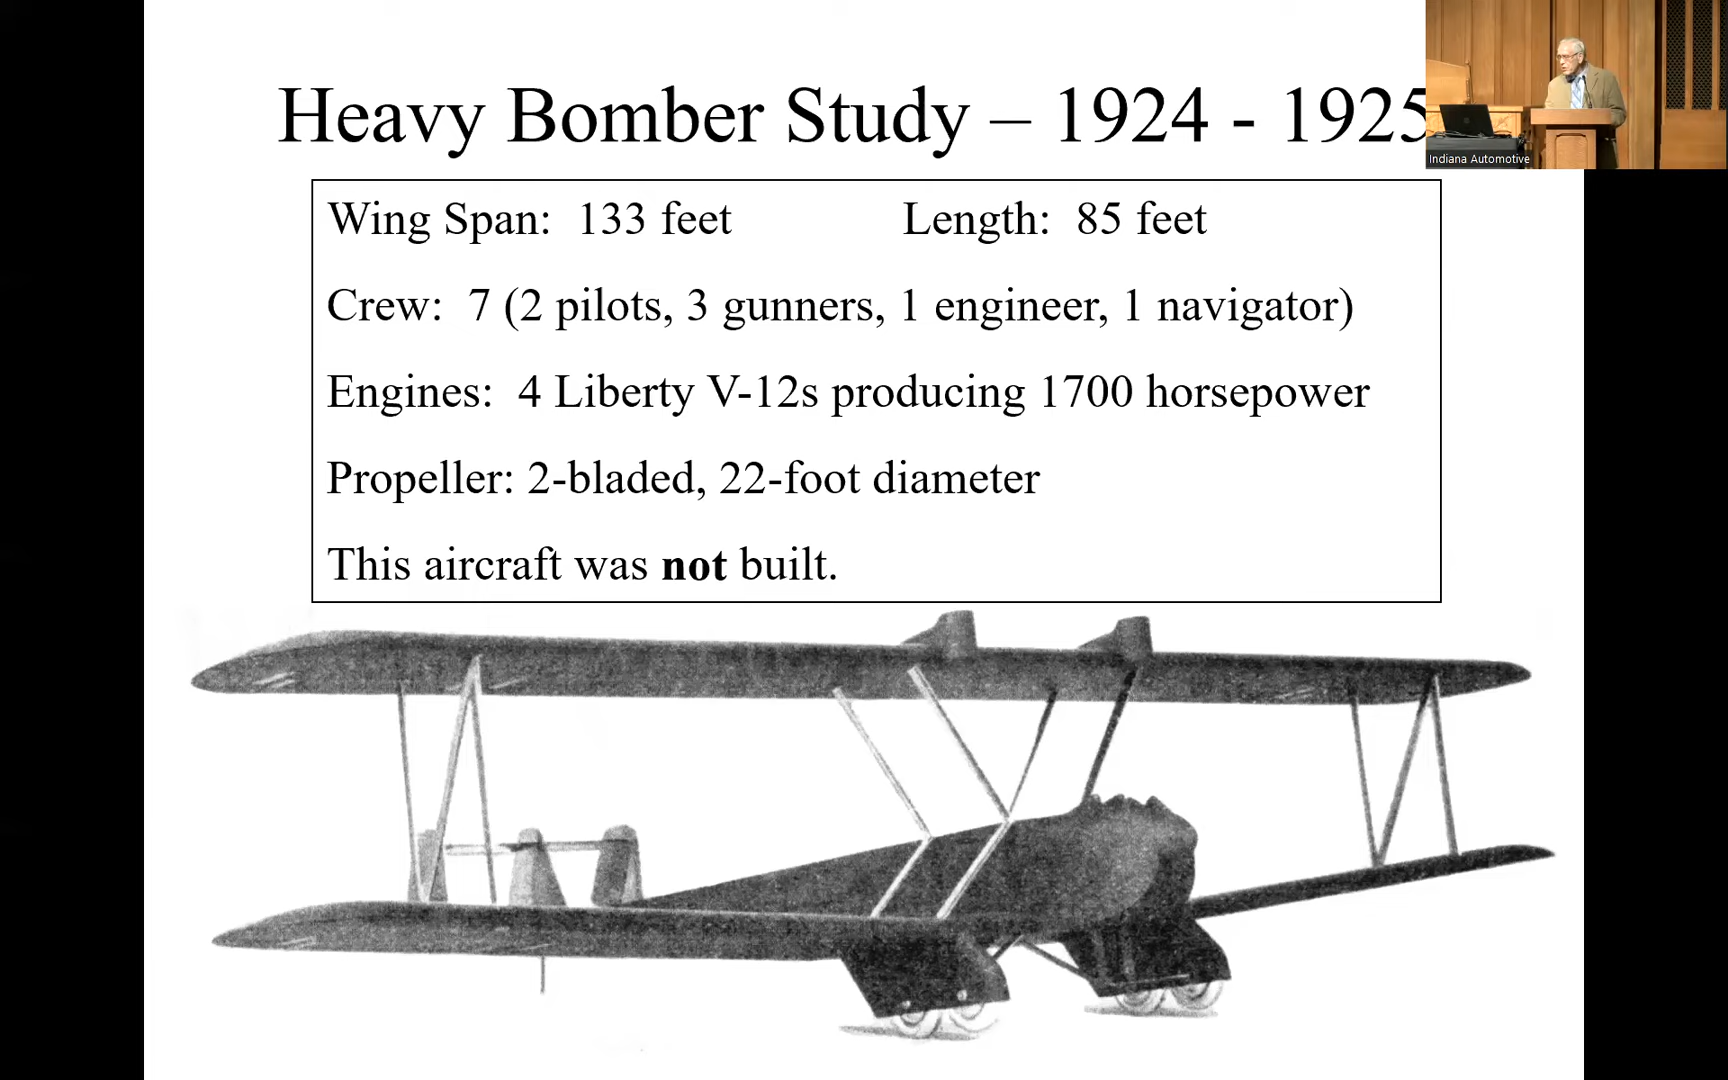 Heavy Bomber Study – 1924 - 1925
Indiana Automotive
Wing Span: 133 feet Length: 85 feet
Crew: 7 (2 pilots, 3 gunners, 1 engineer, 1 navigator)
Engines: 4 Liberty V-12s producing 1700 horsepower
Propeller: 2-bladed, 22-foot diameter
This aircraft was not built.